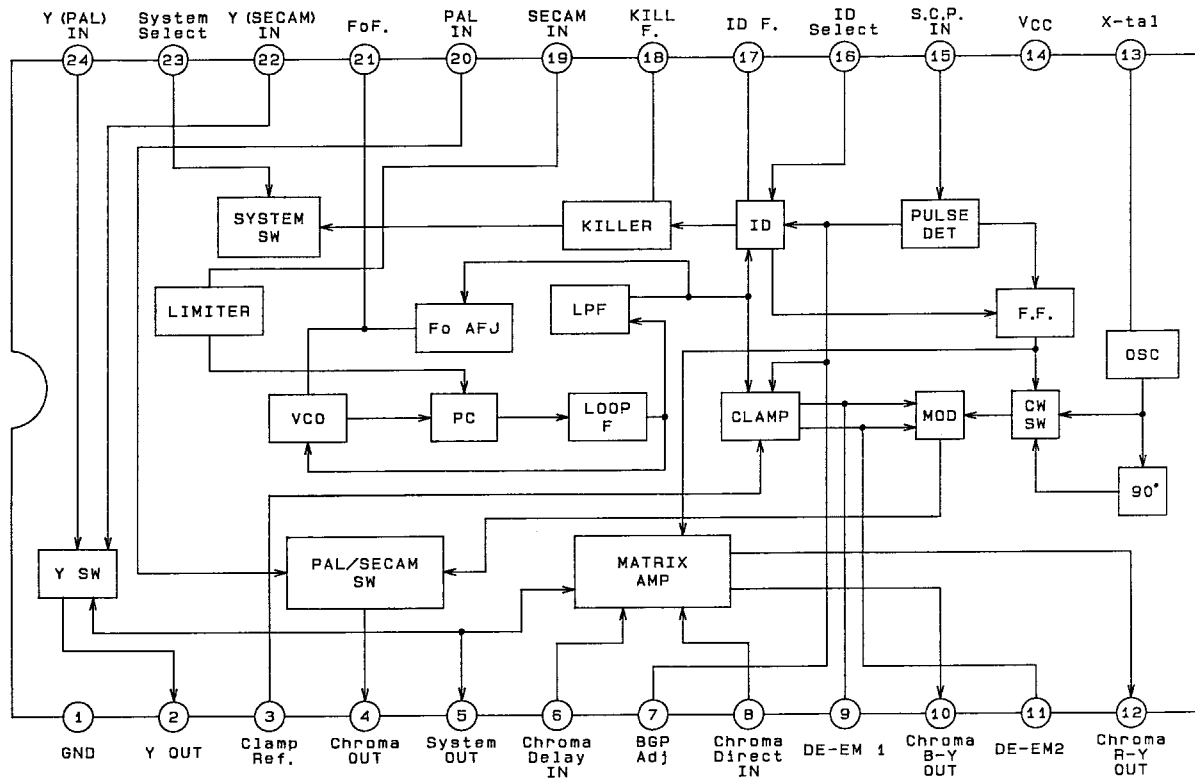 Y (PAL)
IN
System
Select
Y (SECAM)
IN
FoF.
PAL
IN
SECAM
IN
KILL
F.
ID F.
ID
Select
S.C.P.
IN
VCC
X-tal
24
23
22
21
20
19
18
17
16
15
14
13
SYSTEM
SW
KILLER
ID
PULSE
DET
LIMITER
Fo AFJ
LPF
F.F.
OSC
VCO
PC
LOOP
F
CLAMP
MOD
CW
SW
90°
Y SW
PAL/SECAM
SW
MATRIX
AMP
1
2
3
4
5
6
7
8
9
10
11
12
GND
Y OUT
Clamp
Ref.
Chroma
OUT
System
OUT
Chroma
Delay
IN
BGP
Adj
Chroma
Direct
IN
DE-EM 1
Chroma
B-Y
OUT
DE-EM2
Chroma
R-Y
OUT